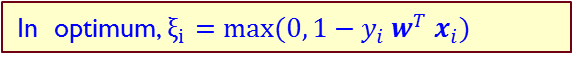 In optimum, ξᵢ = max(0, 1 − yᵢ wᵀ xᵢ)